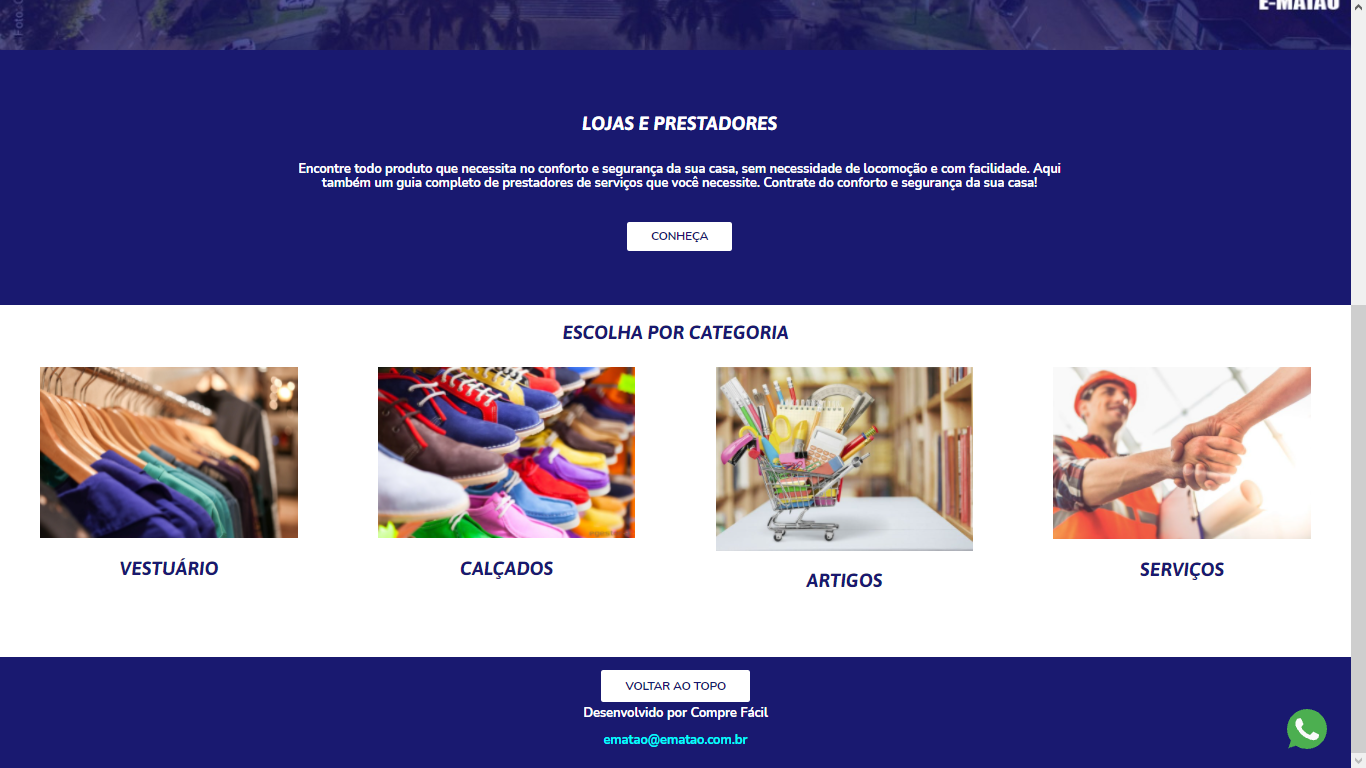 E-MATÃO
LOJAS E PRESTADORES
Encontre todo produto que necessita no conforto e segurança da sua casa, sem necessidade de locomoção e com facilidade. Aqui
também um guia completo de prestadores de serviços que você necessite. Contrate do conforto e segurança da sua casa!
CONHEÇA
ESCOLHA POR CATEGORIA
VESTUÁRIO
CALÇADOS
ARTIGOS
SERVIÇOS
VOLTAR AO TOPO
Desenvolvido por Compre Fácil
ematao@ematao.com.br